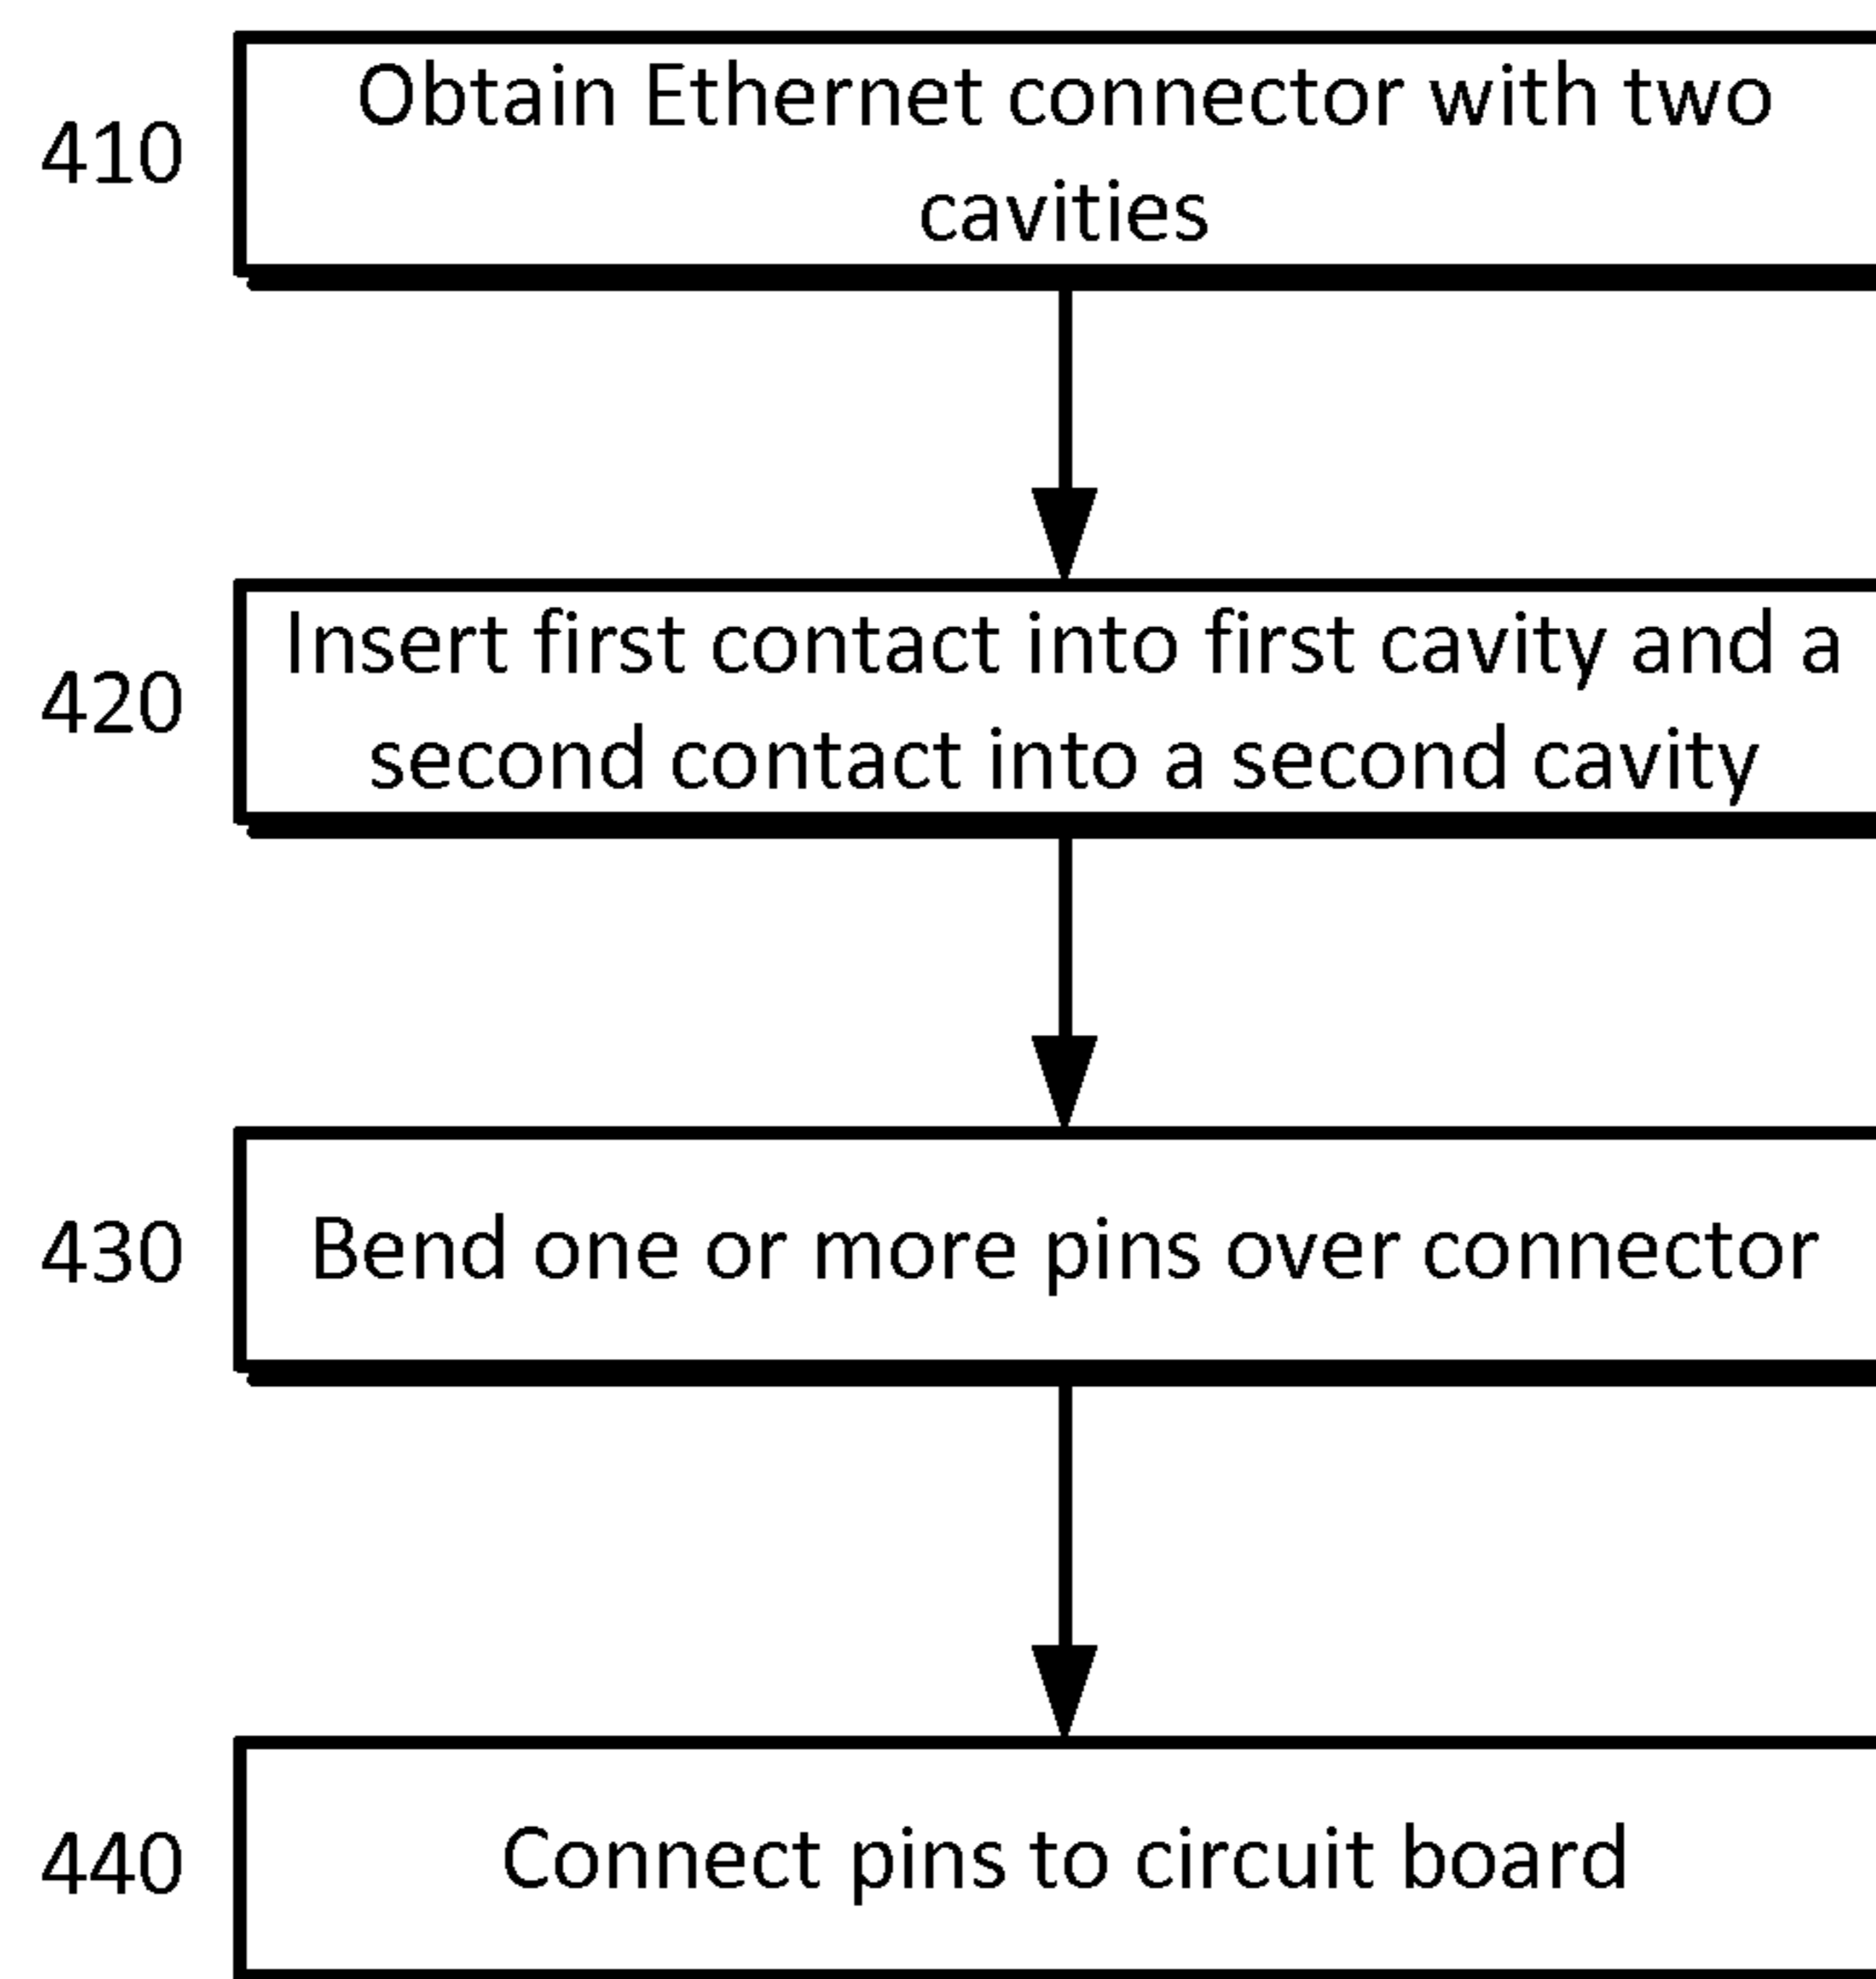 410
Obtain Ethernet connector with two
cavities
420
Insert first contact into first cavity and a
second contact into a second cavity
430
Bend one or more pins over connector
440
Connect pins to circuit board